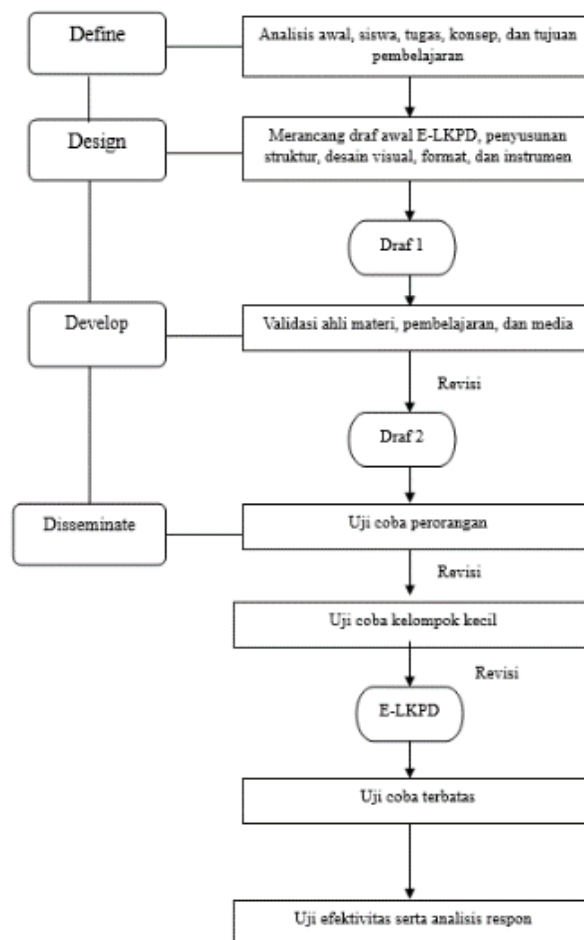 Define
Analisis awal, siswa, tugas, konsep, dan tujuan
pembelajaran
Design
Merancang draf awal E-LKPD, penyusunan
struktur, desain visual, format, dan instrumen
Draf 1
Develop
Validasi ahli materi, pembelajaran, dan media
Revisi
Draf 2
Disseminate
Uji coba perorangan
Revisi
Uji coba kelompok kecil
Revisi
E-LKPD
Uji coba terbatas
Uji efektivitas serta analisis respon